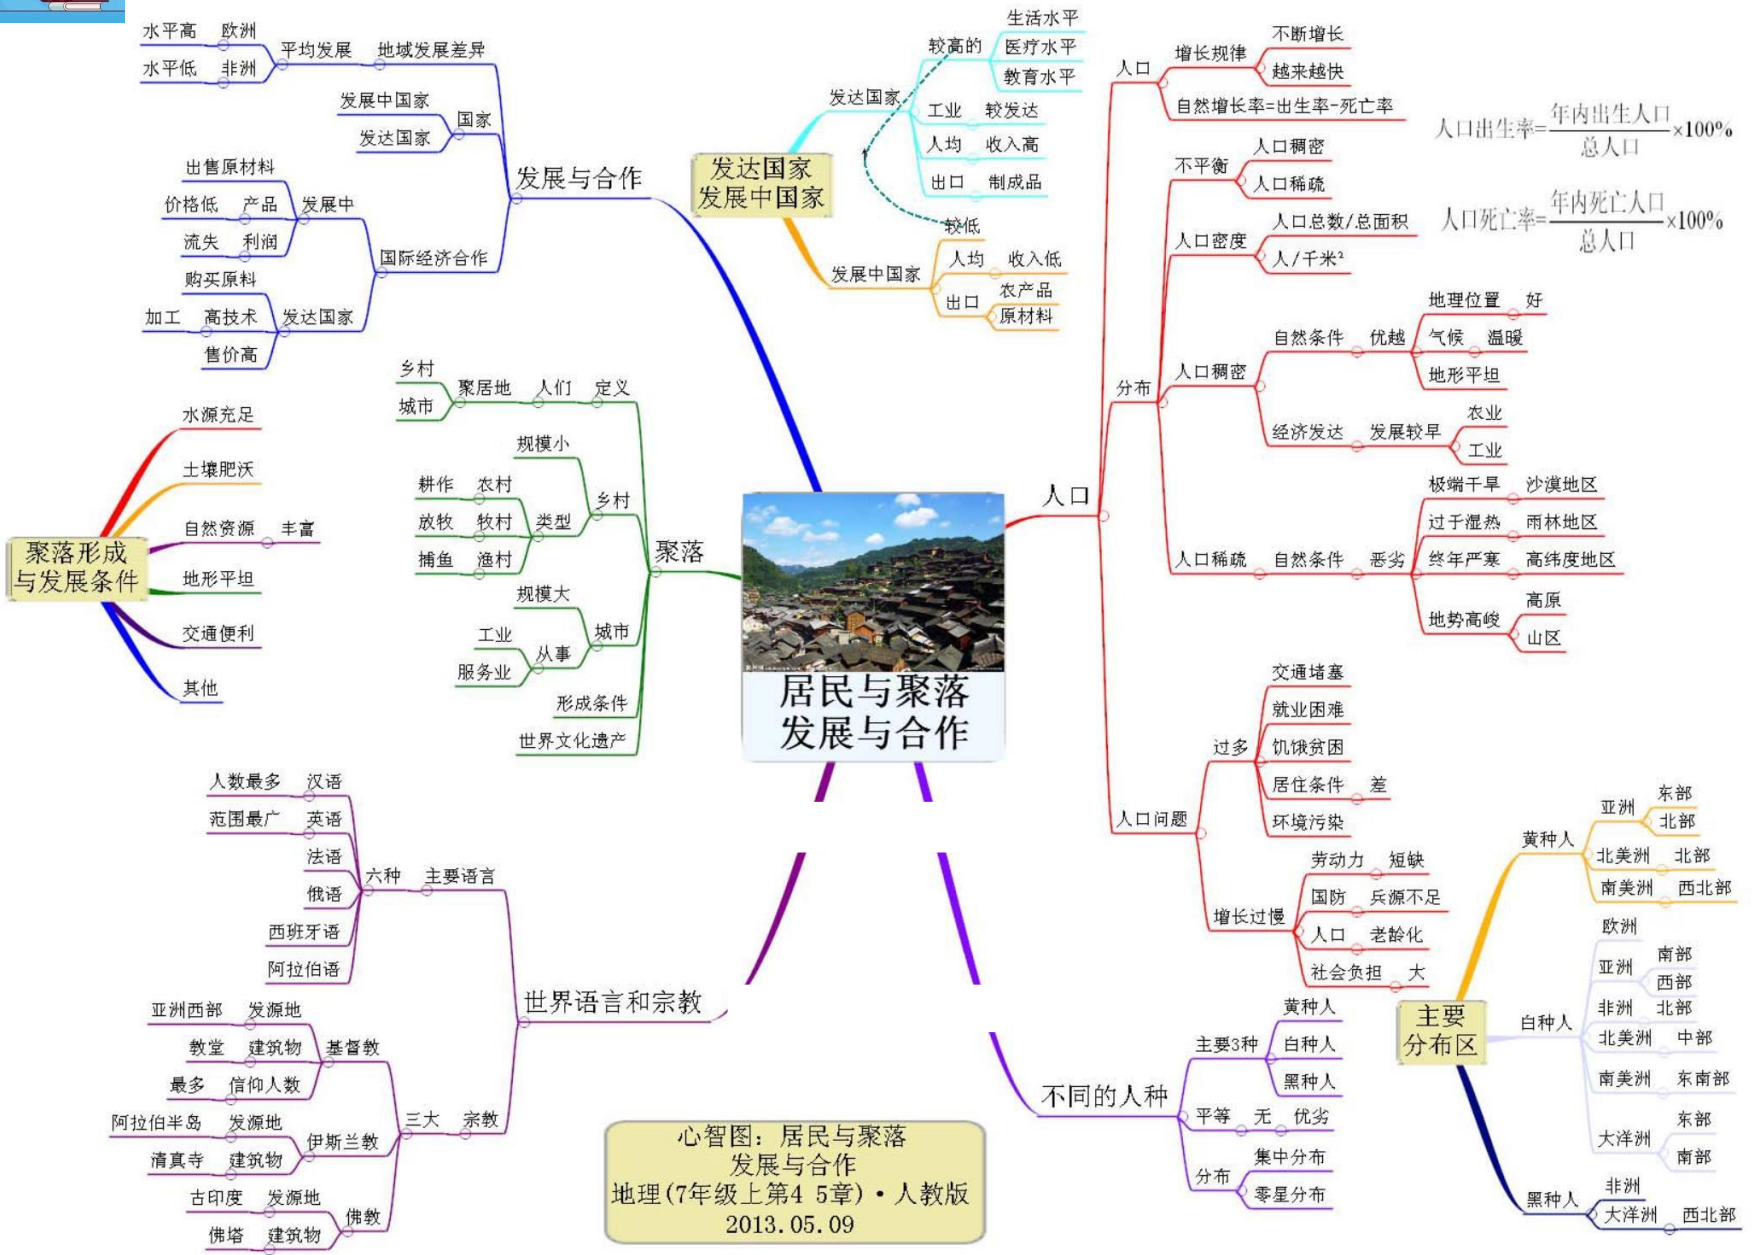 居民与聚落
发展与合作
发展与合作
地域发展差异
平均发展
欧洲
水平高
非洲
水平低
国家
发展中国家
发达国家
国际经济合作
发展中
出售原材料
产品
价格低
利润
流失
发达国家
购买原料
高技术
加工
售价高
发达国家
发展中国家
发达国家
较高的
生活水平
医疗水平
教育水平
工业
较发达
人均
收入高
出口
制成品
发展中国家
较低
人均
收入低
出口
农产品
原材料
聚落
定义
人们
聚居地
乡村
城市
乡村
规模小
类型
农村
耕作
牧村
放牧
渔村
捕鱼
城市
规模大
从事
工业
服务业
形成条件
世界文化遗产
聚落形成
与发展条件
水源充足
土壤肥沃
自然资源
丰富
地形平坦
交通便利
其他
世界语言和宗教
主要语言
六种
汉语
人数最多
英语
范围最广
法语
俄语
西班牙语
阿拉伯语
宗教
三大
基督教
发源地
亚洲西部
建筑物
教堂
信仰人数
最多
伊斯兰教
发源地
阿拉伯半岛
建筑物
清真寺
佛教
发源地
古印度
建筑物
佛塔
人口
人口
增长规律
不断增长
越来越快
自然增长率=出生率-死亡率
人口出生率=年内出生人口/总人口×100%
人口死亡率=年内死亡人口/总人口×100%
分布
不平衡
人口稠密
人口稀疏
人口密度
人口总数/总面积
人/千米²
人口稠密
自然条件
优越
地理位置
好
气候
温暖
地形平坦
经济发达
发展较早
农业
工业
人口稀疏
自然条件
恶劣
极端干旱
沙漠地区
过于湿热
雨林地区
终年严寒
高纬度地区
地势高峻
高原
山区
人口问题
过多
交通堵塞
就业困难
饥饿贫困
居住条件
差
环境污染
增长过慢
劳动力
短缺
国防
兵源不足
人口
老龄化
社会负担
大
不同的人种
主要3种
黄种人
白种人
黑种人
平等
无
优劣
分布
集中分布
零星分布
主要
分布区
黄种人
亚洲
东部
北部
北美洲
北部
南美洲
西北部
白种人
欧洲
亚洲
南部
西部
非洲
北部
北美洲
中部
南美洲
东南部
大洋洲
东部
南部
黑种人
非洲
大洋洲
西北部
心智图：居民与聚落
发展与合作
地理(7年级上第4 5章)·人教版
2013.05.09